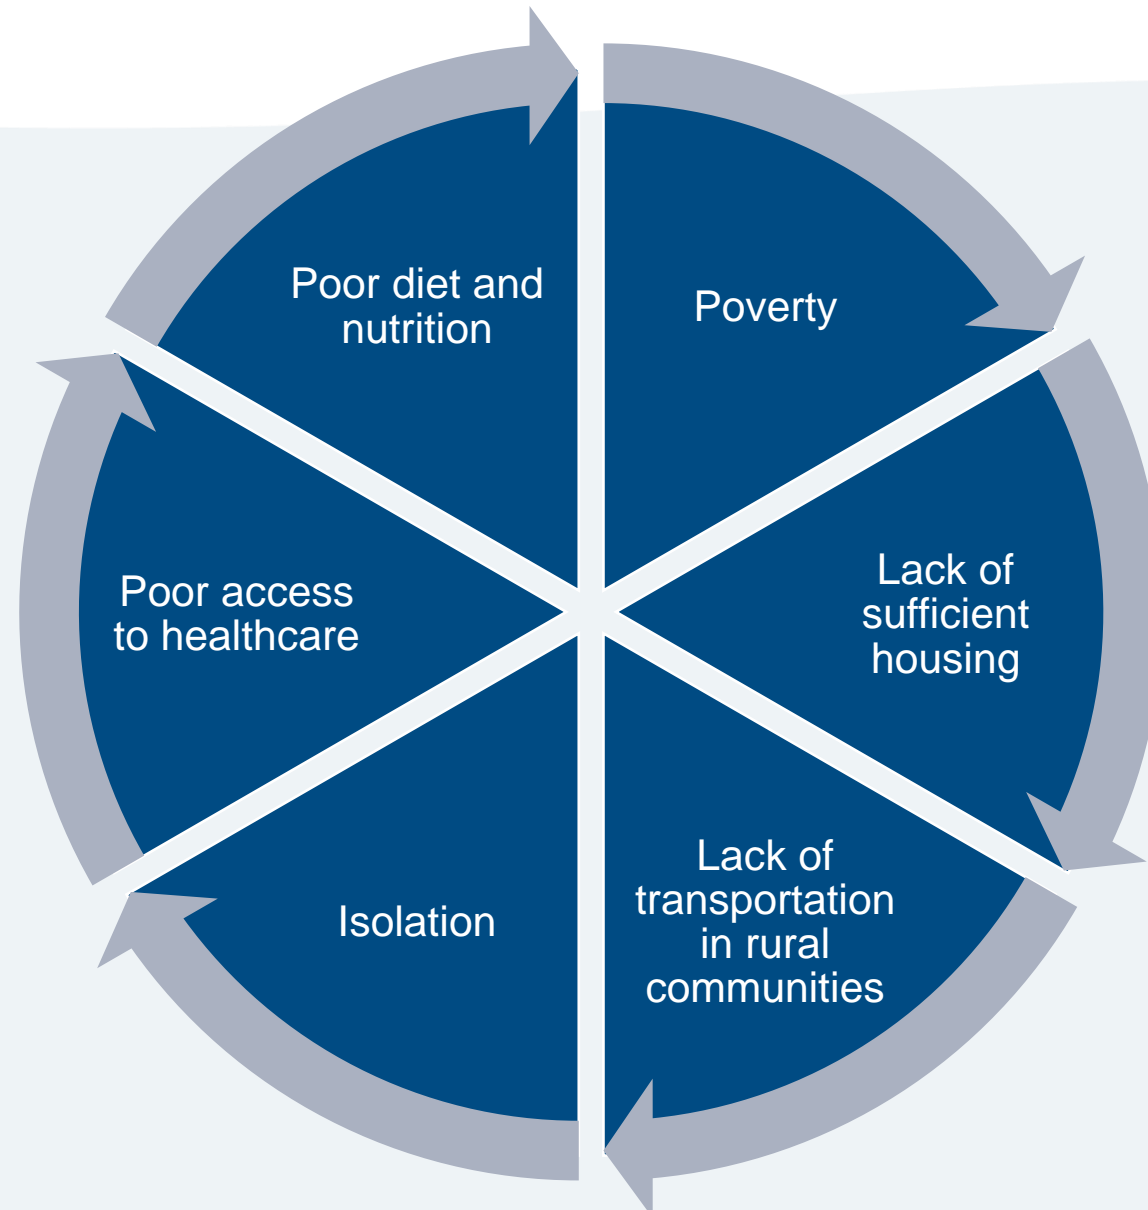 Poor diet and
nutrition
Poverty
Lack of
sufficient
housing
Lack of
transportation
in rural
communities
Isolation
Poor access
to healthcare